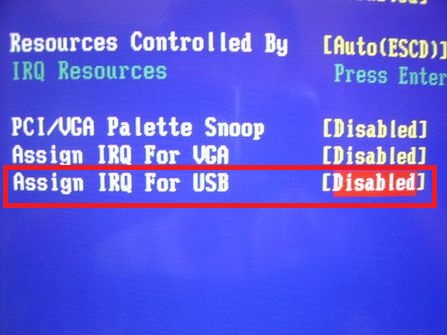 Resources Controlled By [Auto(ESCD)]
IRQ Resources Press Enter
PCI/VGA Palette Snoop [Disabled]
Assign IRQ For VGA [Disabled]
Assign IRQ For USB [Disabled]